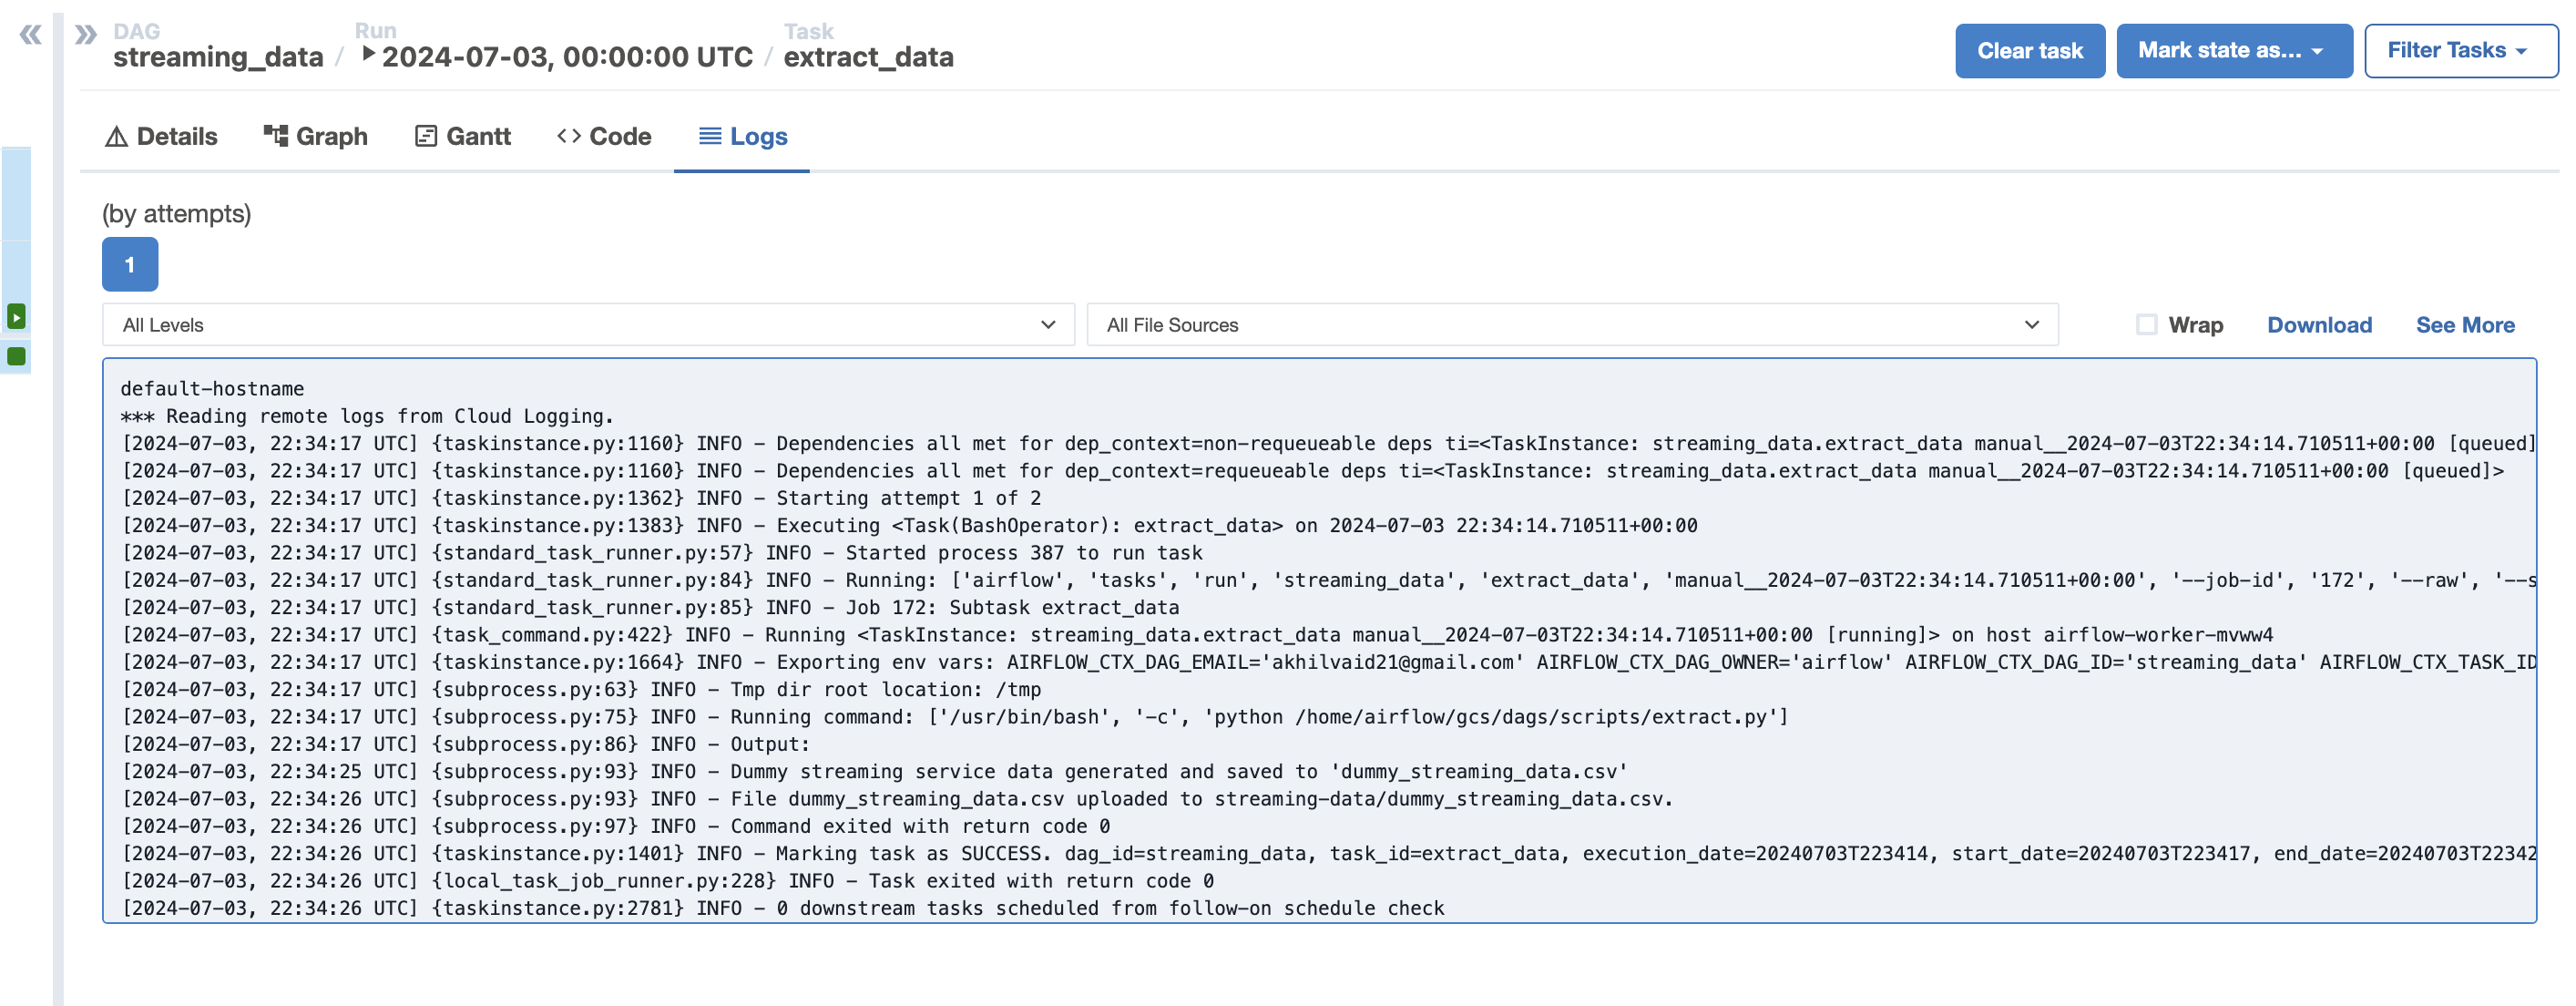 DAG
streaming_data / Run
2024-07-03, 00:00:00 UTC / Task
extract_data
Clear task
Mark state as...
Filter Tasks
Details
Graph
Gantt
Code
Logs
(by attempts)
1
All Levels
All File Sources
Wrap
Download
See More
default-hostname
*** Reading remote logs from Cloud Logging.
[2024-07-03, 22:34:17 UTC] {taskinstance.py:1160} INFO - Dependencies all met for dep_context=non-requeueable deps ti=<TaskInstance: streaming_data.extract_data manual__2024-07-03T22:34:14.710511+00:00 [queued]
[2024-07-03, 22:34:17 UTC] {taskinstance.py:1160} INFO - Dependencies all met for dep_context=requeueable deps ti=<TaskInstance: streaming_data.extract_data manual__2024-07-03T22:34:14.710511+00:00 [queued]>
[2024-07-03, 22:34:17 UTC] {taskinstance.py:1362} INFO - Starting attempt 1 of 2
[2024-07-03, 22:34:17 UTC] {taskinstance.py:1383} INFO - Executing <Task(BashOperator): extract_data> on 2024-07-03 22:34:14.710511+00:00
[2024-07-03, 22:34:17 UTC] {standard_task_runner.py:57} INFO - Started process 387 to run task
[2024-07-03, 22:34:17 UTC] {standard_task_runner.py:84} INFO - Running: ['airflow', 'tasks', 'run', 'streaming_data', 'extract_data', 'manual__2024-07-03T22:34:14.710511+00:00', '--job-id', '172', '--raw', '--s
[2024-07-03, 22:34:17 UTC] {standard_task_runner.py:85} INFO - Job 172: Subtask extract_data
[2024-07-03, 22:34:17 UTC] {task_command.py:422} INFO - Running <TaskInstance: streaming_data.extract_data manual__2024-07-03T22:34:14.710511+00:00 [running]> on host airflow-worker-mvww4
[2024-07-03, 22:34:17 UTC] {taskinstance.py:1664} INFO - Exporting env vars: AIRFLOW_CTX_DAG_EMAIL='akhilvaid21@gmail.com' AIRFLOW_CTX_DAG_OWNER='airflow' AIRFLOW_CTX_DAG_ID='streaming_data' AIRFLOW_CTX_TASK_ID
[2024-07-03, 22:34:17 UTC] {subprocess.py:63} INFO - Tmp dir root location: /tmp
[2024-07-03, 22:34:17 UTC] {subprocess.py:75} INFO - Running command: ['/usr/bin/bash', '-c', 'python /home/airflow/gcs/dags/scripts/extract.py']
[2024-07-03, 22:34:17 UTC] {subprocess.py:86} INFO - Output:
[2024-07-03, 22:34:25 UTC] {subprocess.py:93} INFO - Dummy streaming service data generated and saved to 'dummy_streaming_data.csv'
[2024-07-03, 22:34:26 UTC] {subprocess.py:93} INFO - File dummy_streaming_data.csv uploaded to streaming-data/dummy_streaming_data.csv.
[2024-07-03, 22:34:26 UTC] {subprocess.py:97} INFO - Command exited with return code 0
[2024-07-03, 22:34:26 UTC] {taskinstance.py:1401} INFO - Marking task as SUCCESS. dag_id=streaming_data, task_id=extract_data, execution_date=20240703T223414, start_date=20240703T223417, end_date=20240703T22342
[2024-07-03, 22:34:26 UTC] {local_task_job_runner.py:228} INFO - Task exited with return code 0
[2024-07-03, 22:34:26 UTC] {taskinstance.py:2781} INFO - 0 downstream tasks scheduled from follow-on schedule check